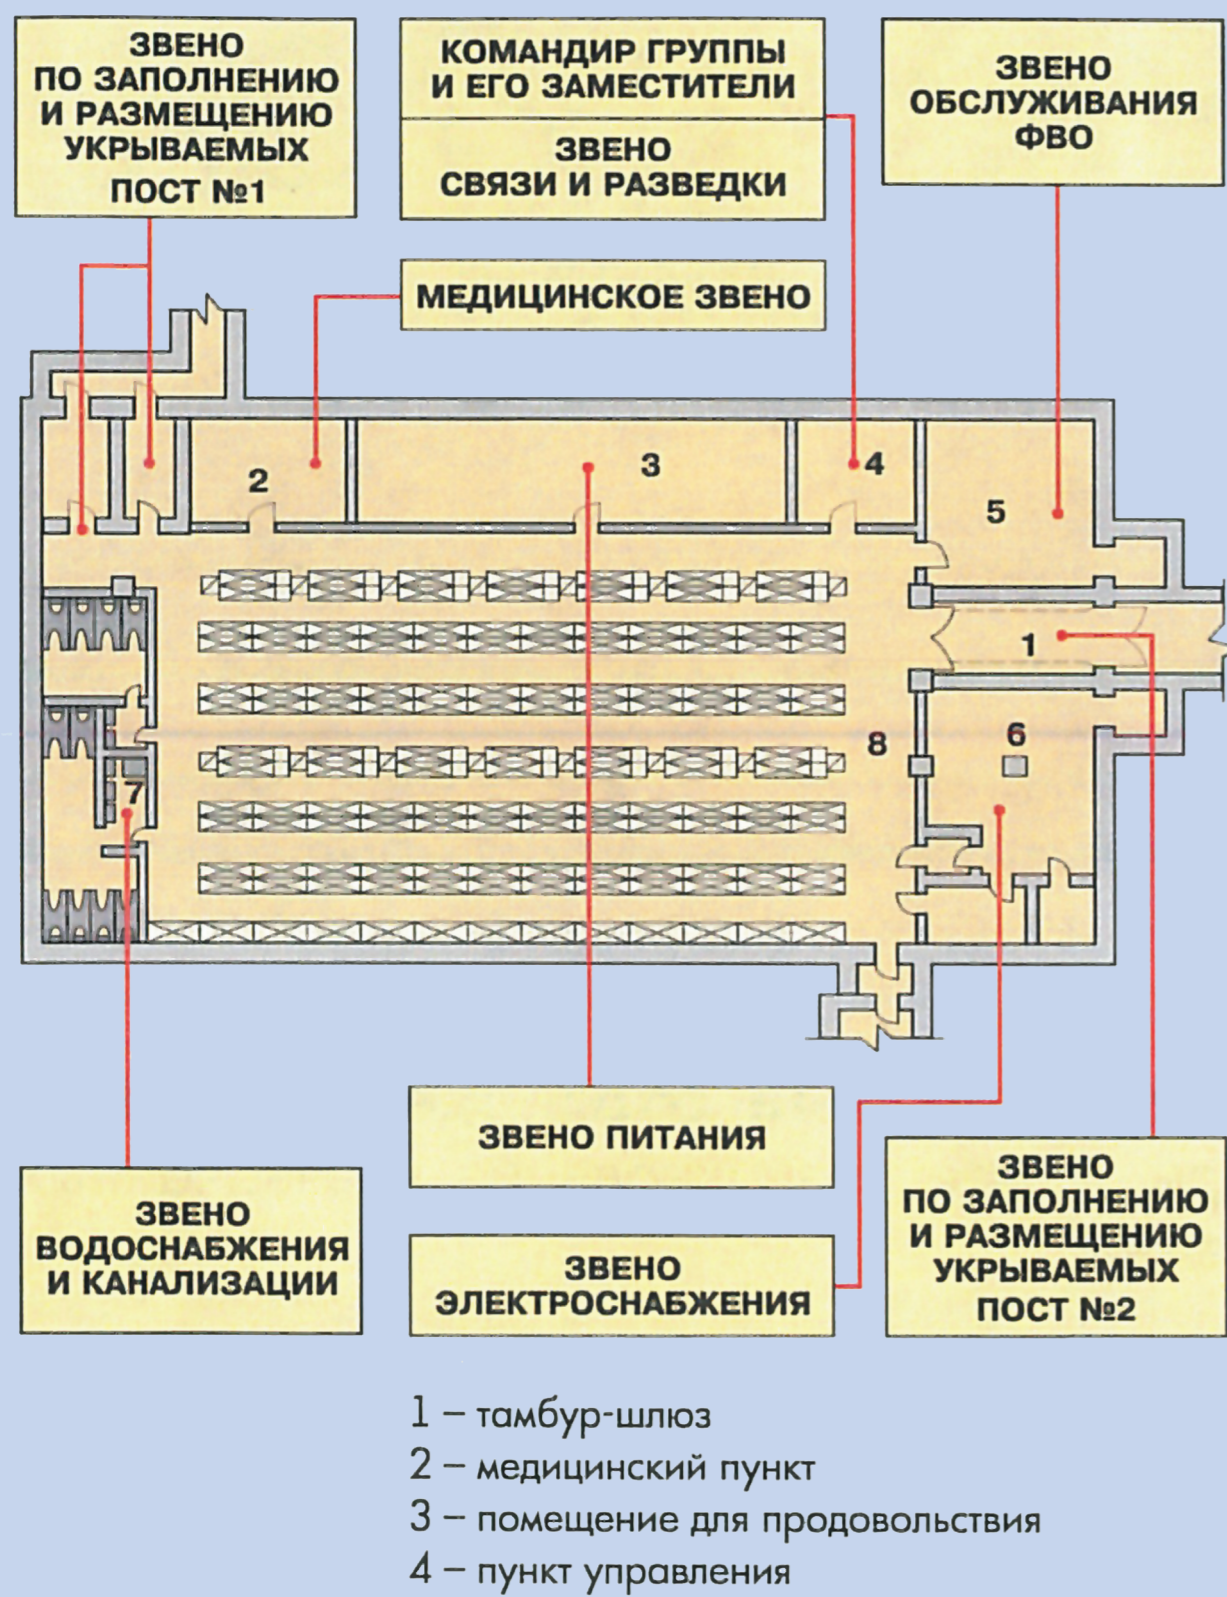 ЗВЕНО
ПО ЗАПОЛНЕНИЮ
И РАЗМЕЩЕНИЮ
УКРЫВАЕМЫХ
ПОСТ №1
КОМАНДИР ГРУППЫ
И ЕГО ЗАМЕСТИТЕЛИ
ЗВЕНО
СВЯЗИ И РАЗВЕДКИ
ЗВЕНО
ОБСЛУЖИВАНИЯ
ФВО
МЕДИЦИНСКОЕ ЗВЕНО
2
3
4
5
1
6
8
7
ЗВЕНО ПИТАНИЯ
ЗВЕНО
ВОДОСНАБЖЕНИЯ
И КАНАЛИЗАЦИИ
ЗВЕНО
ЭЛЕКТРОСНАБЖЕНИЯ
ЗВЕНО
ПО ЗАПОЛНЕНИЮ
И РАЗМЕЩЕНИЮ
УКРЫВАЕМЫХ
ПОСТ №2
1 – тамбур-шлюз
2 – медицинский пункт
3 – помещение для продовольствия
4 – пункт управления